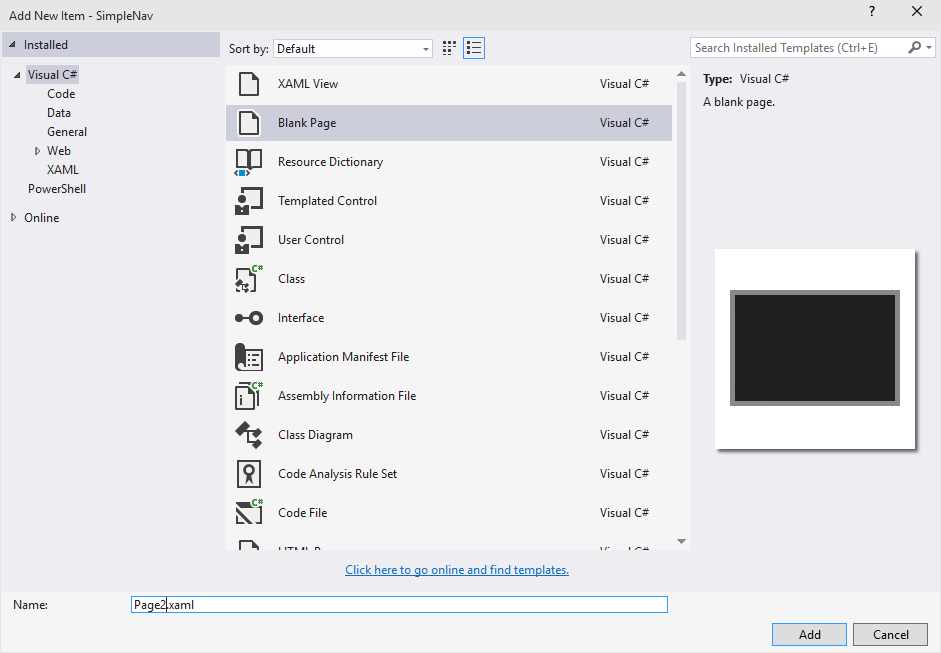 Add New Item - SimpleNav
?
Installed
Sort by: Default
Search Installed Templates (Ctrl+E)
Visual C#
Code
Data
General
Web
XAML
PowerShell
Online
XAML View Visual C#
Blank Page Visual C#
Resource Dictionary Visual C#
Templated Control Visual C#
User Control Visual C#
C# Class Visual C#
Interface Visual C#
Application Manifest File Visual C#
C# Assembly Information File Visual C#
Class Diagram Visual C#
Code Analysis Rule Set Visual C#
C# Code File Visual C#
Type: Visual C#
A blank page.
Click here to go online and find templates.
Name: Page2.xaml
Add Cancel